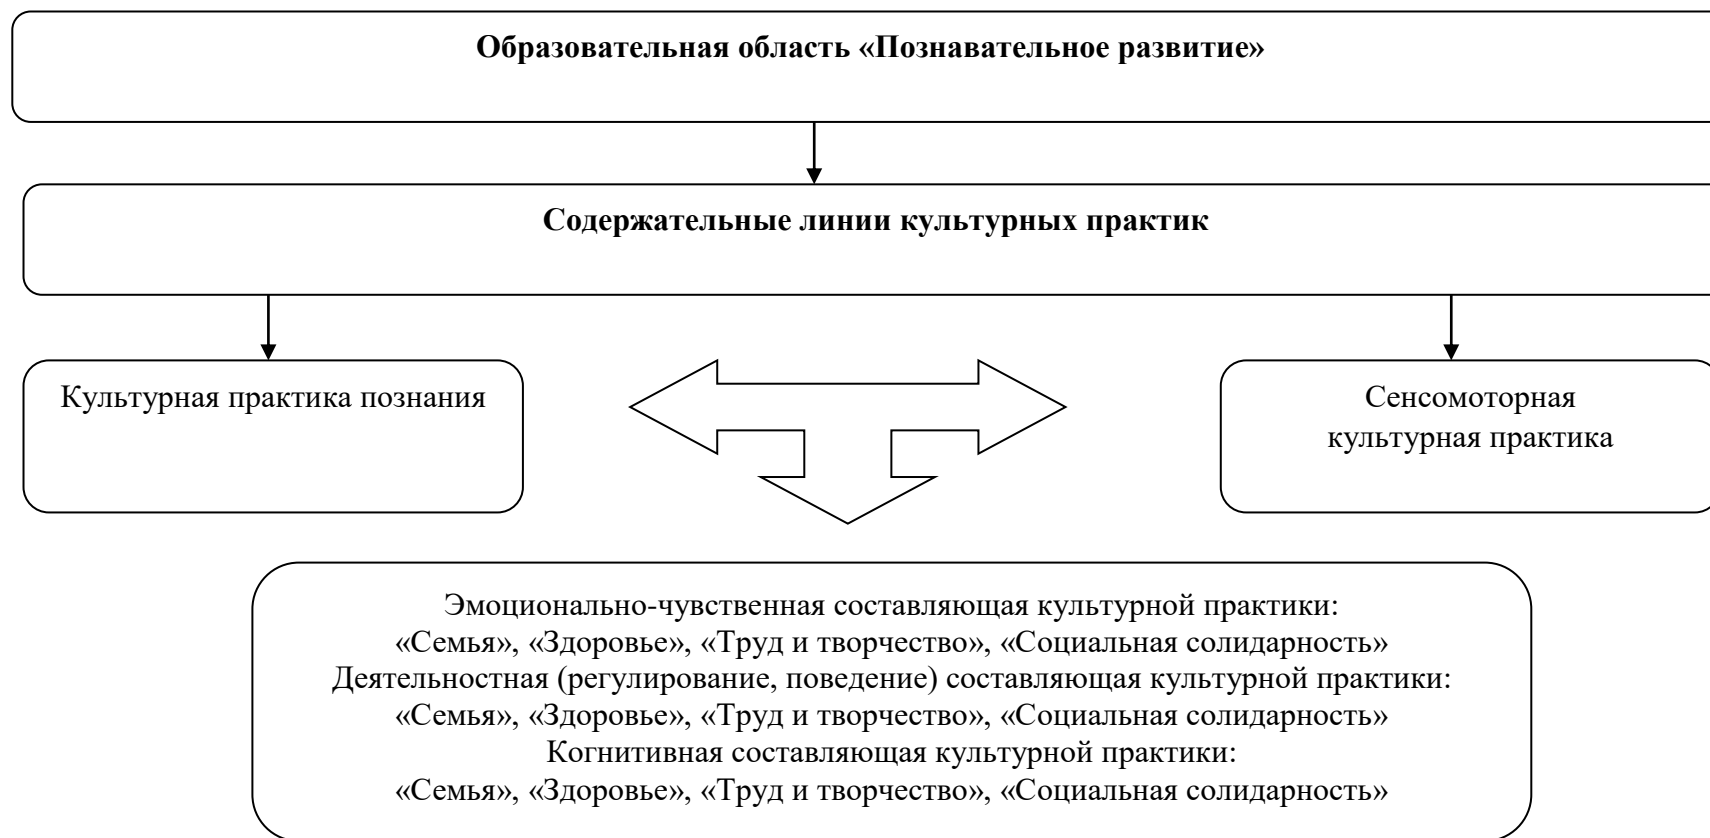 Образовательная область «Познавательное развитие»
Содержательные линии культурных практик
Культурная практика познания
Сенсомоторная
культурная практика
Эмоционально-чувственная составляющая культурной практики:
«Семья», «Здоровье», «Труд и творчество», «Социальная солидарность»
Деятельностная (регулирование, поведение) составляющая культурной практики:
«Семья», «Здоровье», «Труд и творчество», «Социальная солидарность»
Когнитивная составляющая культурной практики:
«Семья», «Здоровье», «Труд и творчество», «Социальная солидарность»